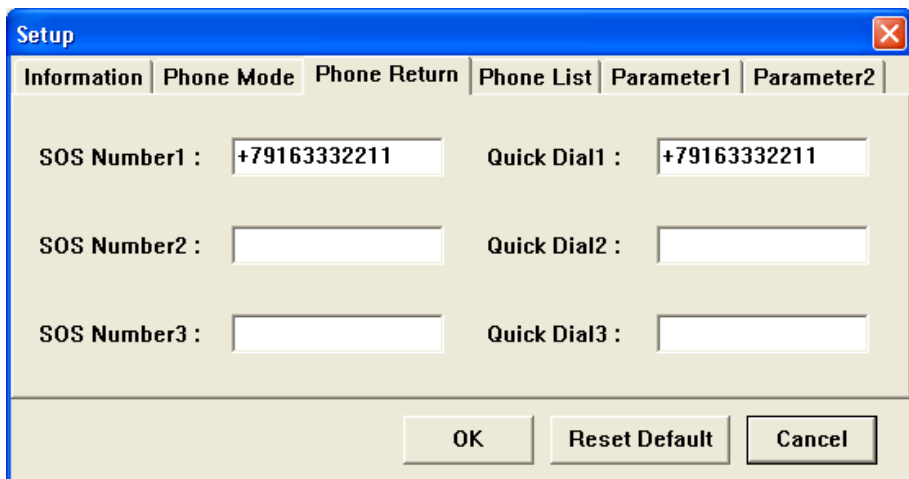 Setup
Information Phone Mode Phone Return Phone List Parameter1 Parameter2
SOS Number1 : +79163332211 Quick Dial1 : +79163332211
SOS Number2 : Quick Dial2 :
SOS Number3 : Quick Dial3 :
OK Reset Default Cancel